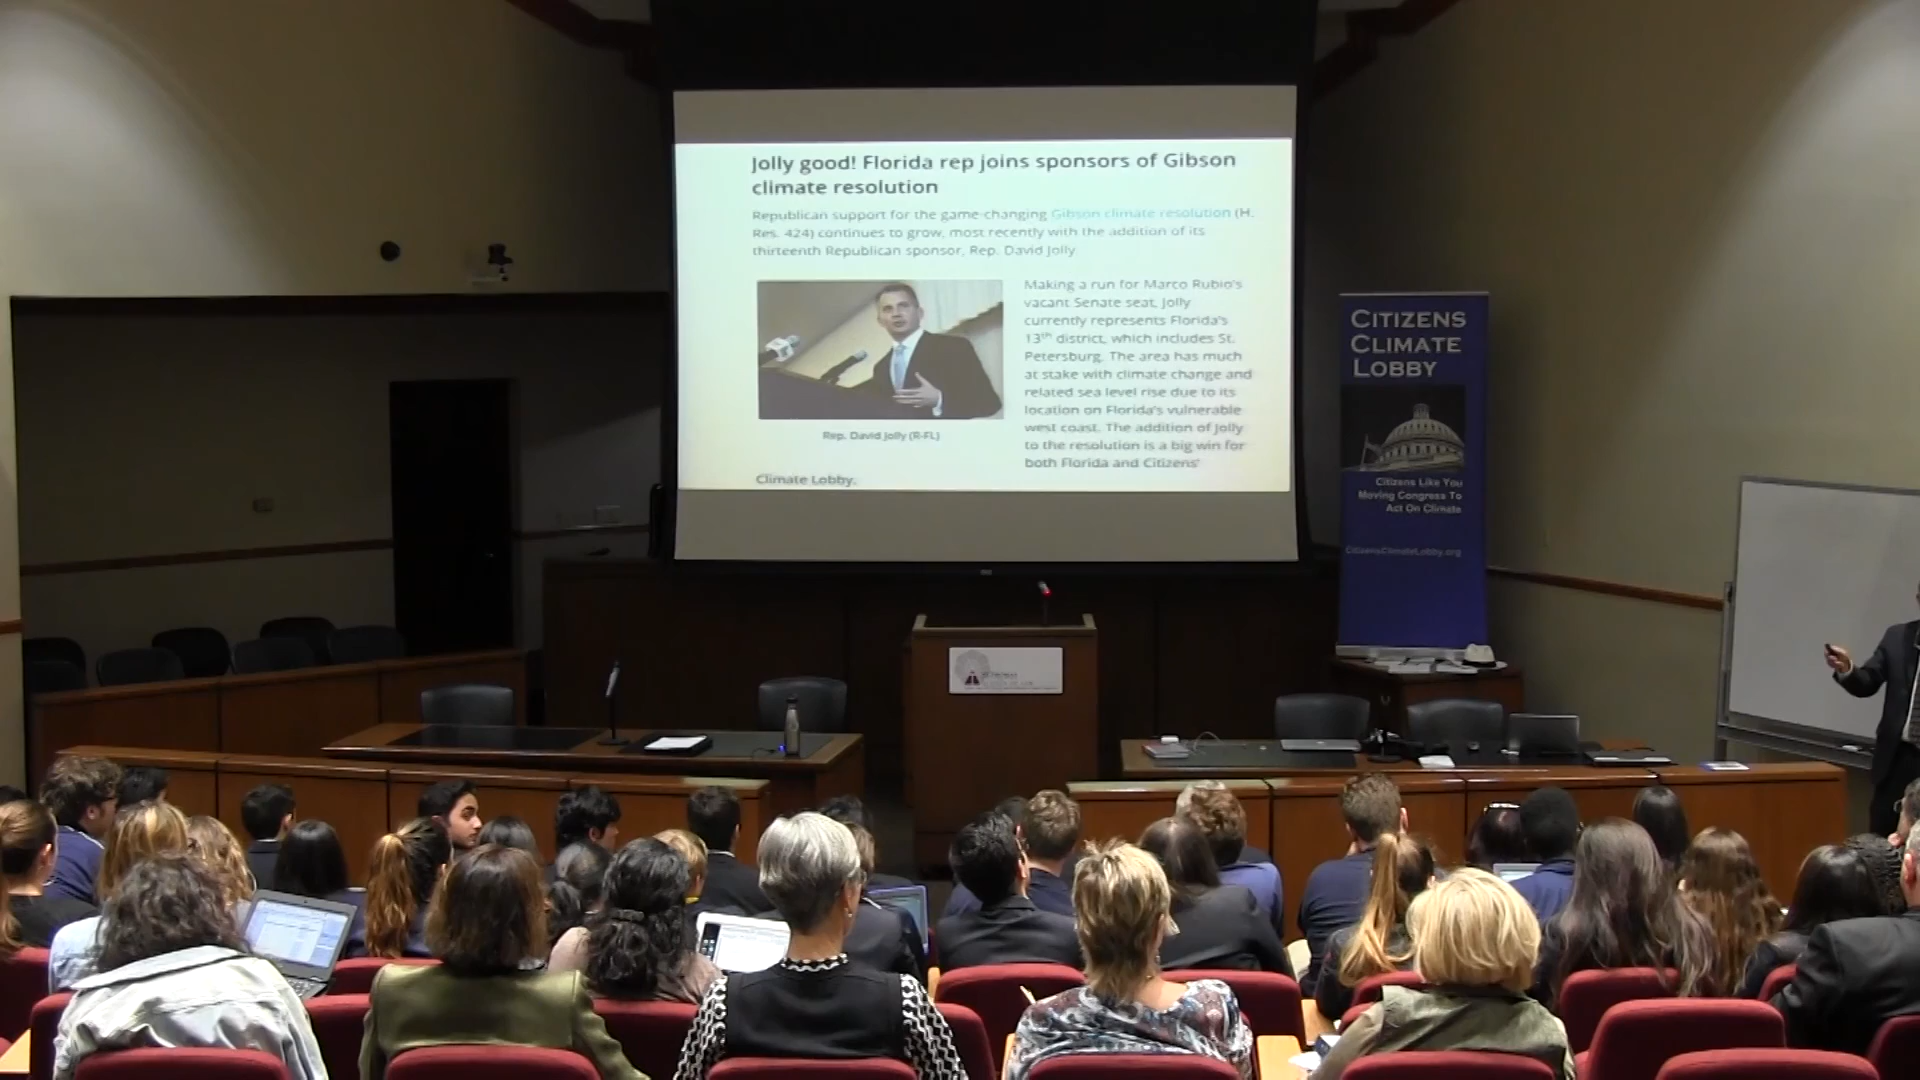 Jolly good! Florida rep joins sponsors of Gibson
climate resolution
Republican support for the game-changing Gibson climate resolution (H.
Res. 424) continues to grow, most recently with the addition of its
thirteenth Republican sponsor, Rep. David Jolly
Making a run for Marco Rubio's
vacant Senate seat, Jolly
currently represents Florida's
13th district, which includes St.
Petersburg. The area has much
at stake with climate change and
related sea level rise due to its
location on Florida's vulnerable
west coast. The addition of Jolly
to the resolution is a big win for
both Florida and Citizens'
Climate Lobby.
Rep. David Jolly (R-FL)
CITIZENS
CLIMATE
LOBBY
Citizens Like You
Moving Congress To
Act On Climate
CitizensClimateLobby.org